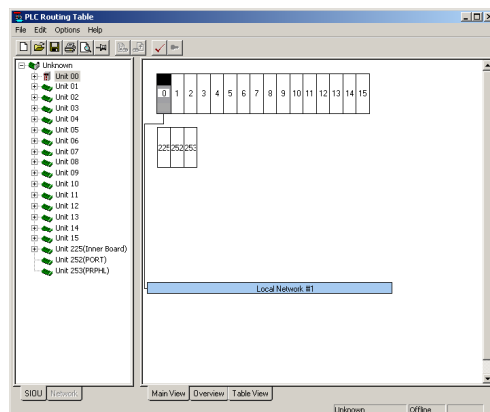 PLC Routing Table
File Edit Options Help
Unknown
Unit 00
Unit 01
Unit 02
Unit 03
Unit 04
Unit 05
Unit 06
Unit 07
Unit 08
Unit 09
Unit 10
Unit 11
Unit 12
Unit 13
Unit 14
Unit 15
Unit 225(Inner Board)
Unit 252(PORT)
Unit 253(PRPHL)
0 1 2 3 4 5 6 7 8 9 10 11 12 13 14 15
225 252 253
Local Network #1
SIOU Network
Main View Overview Table View
Unknown Offline